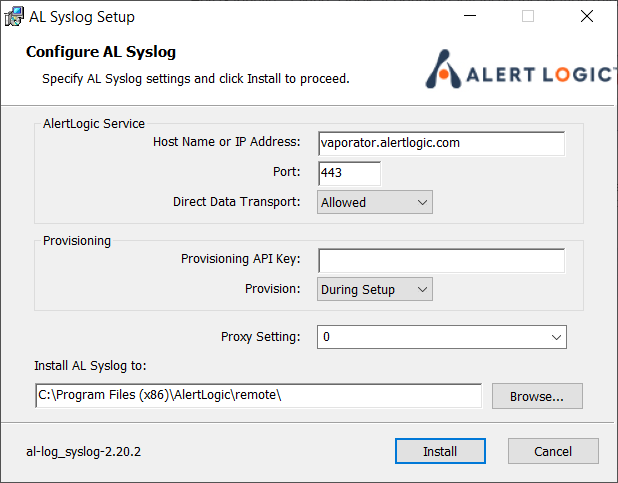 AL Syslog Setup
Configure AL Syslog
Specify AL Syslog settings and click Install to proceed.
ALERT LOGIC
AlertLogic Service
Host Name or IP Address: vaporator.alertlogic.com
Port: 443
Direct Data Transport: Allowed
Provisioning
Provisioning API Key:
Provision: During Setup
Proxy Setting: 0
Install AL Syslog to:
C:\Program Files (x86)\AlertLogic\remote\ Browse...
al-log_syslog-2.20.2 Install Cancel